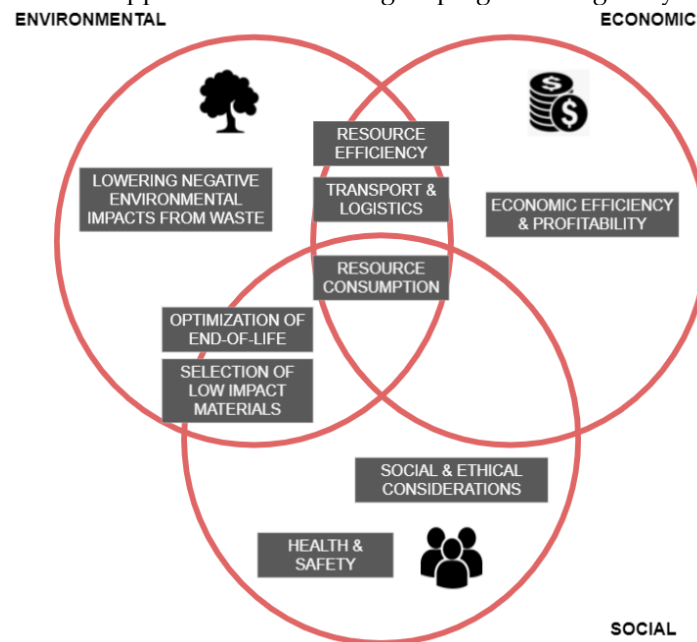 ENVIRONMENTAL
ECONOMIC
RESOURCE
EFFICIENCY
LOWERING NEGATIVE
ENVIRONMENTAL
IMPACTS FROM WASTE
TRANSPORT &
LOGISTICS
ECONOMIC EFFICIENCY
& PROFITABILITY
RESOURCE
CONSUMPTION
OPTIMIZATION OF
END-OF-LIFE
SELECTION OF
LOW IMPACT
MATERIALS
SOCIAL & ETHICAL
CONSIDERATIONS
HEALTH &
SAFETY
SOCIAL